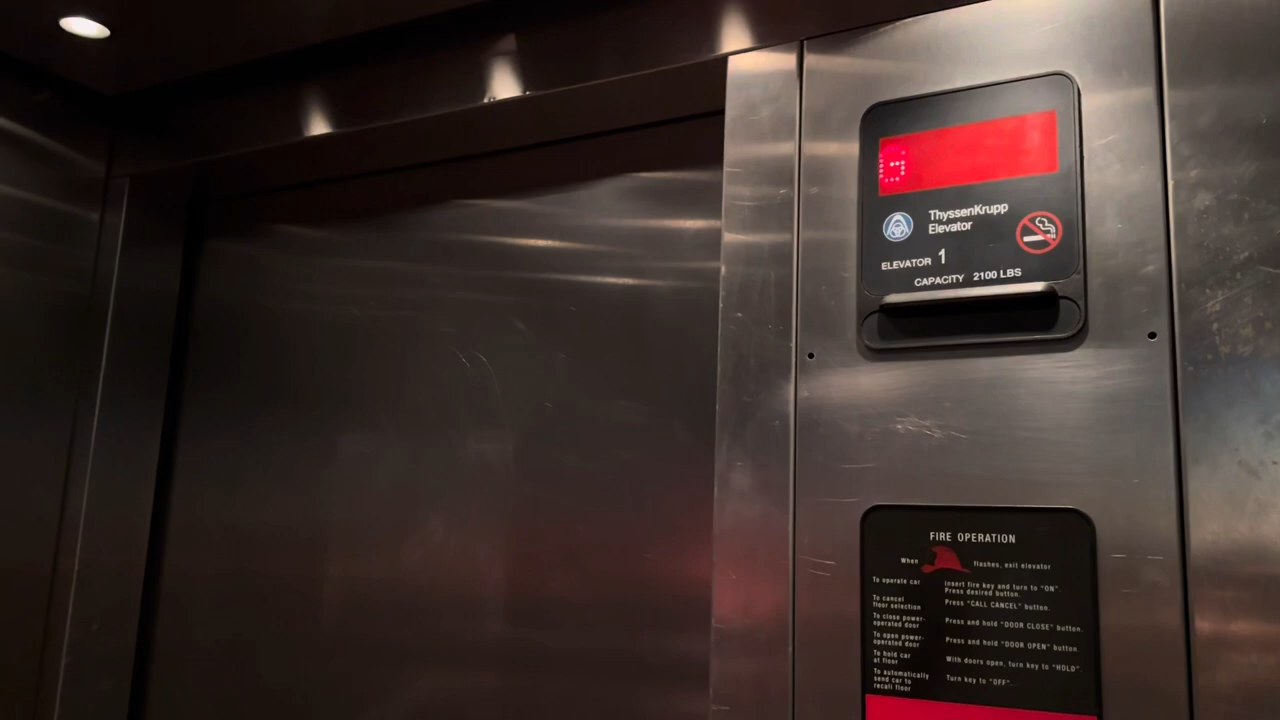 ThyssenKrupp
Elevator
ELEVATOR 1
CAPACITY 2100 LBS
FIRE OPERATION
When flashes, exit elevator
To operate car Insert fire key and turn to "ON".
Press desired button.
To cancel
floor selection Press "CALL CANCEL" button.
To close power-
operated door Press and hold "DOOR CLOSE" button.
To open power-
operated door Press and hold "DOOR OPEN" button.
To hold car
at floor With doors open, turn key to "HOLD".
To automatically
send car to
recall floor Turn key to "OFF".